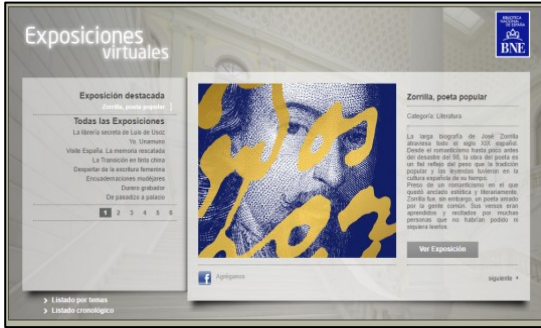 Exposiciones
virtuales
BIBLIOTECA
NACIONAL
DE ESPAÑA
BNE
Exposición destacada
Zorrilla, poeta popular
Todas las Exposiciones
La librería secreta de Luis de Usoz
Yo, Unamuno
Visite España. La memoria rescatada
La Transición en tinta china
Despertar de la escritura femenina
Encuadernaciones mudéjares
Durero grabador
De pasadizo a palacio
1 2 3 4 5 6
Listado por temas
Listado cronológico
Zorrilla, poeta popular
Categoría: Literatura
La larga biografía de José Zorrilla
atraviesa todo el siglo XIX español.
Desde el romanticismo hasta poco antes
del desastre del 98, la obra del poeta es
un fiel reflejo del peso que la tradición
popular y las leyendas tuvieron en la
cultura española de su tiempo.
Preso de un romanticismo en el que
quedó anclado estética y literariamente,
Zorrilla fue, sin embargo, un poeta amado
por la gente común. Sus versos eran
aprendidos y recitados por muchas
personas que no habrían podido ni
siquiera leerlos.
Ver Exposición
f Agréganos
siguiente